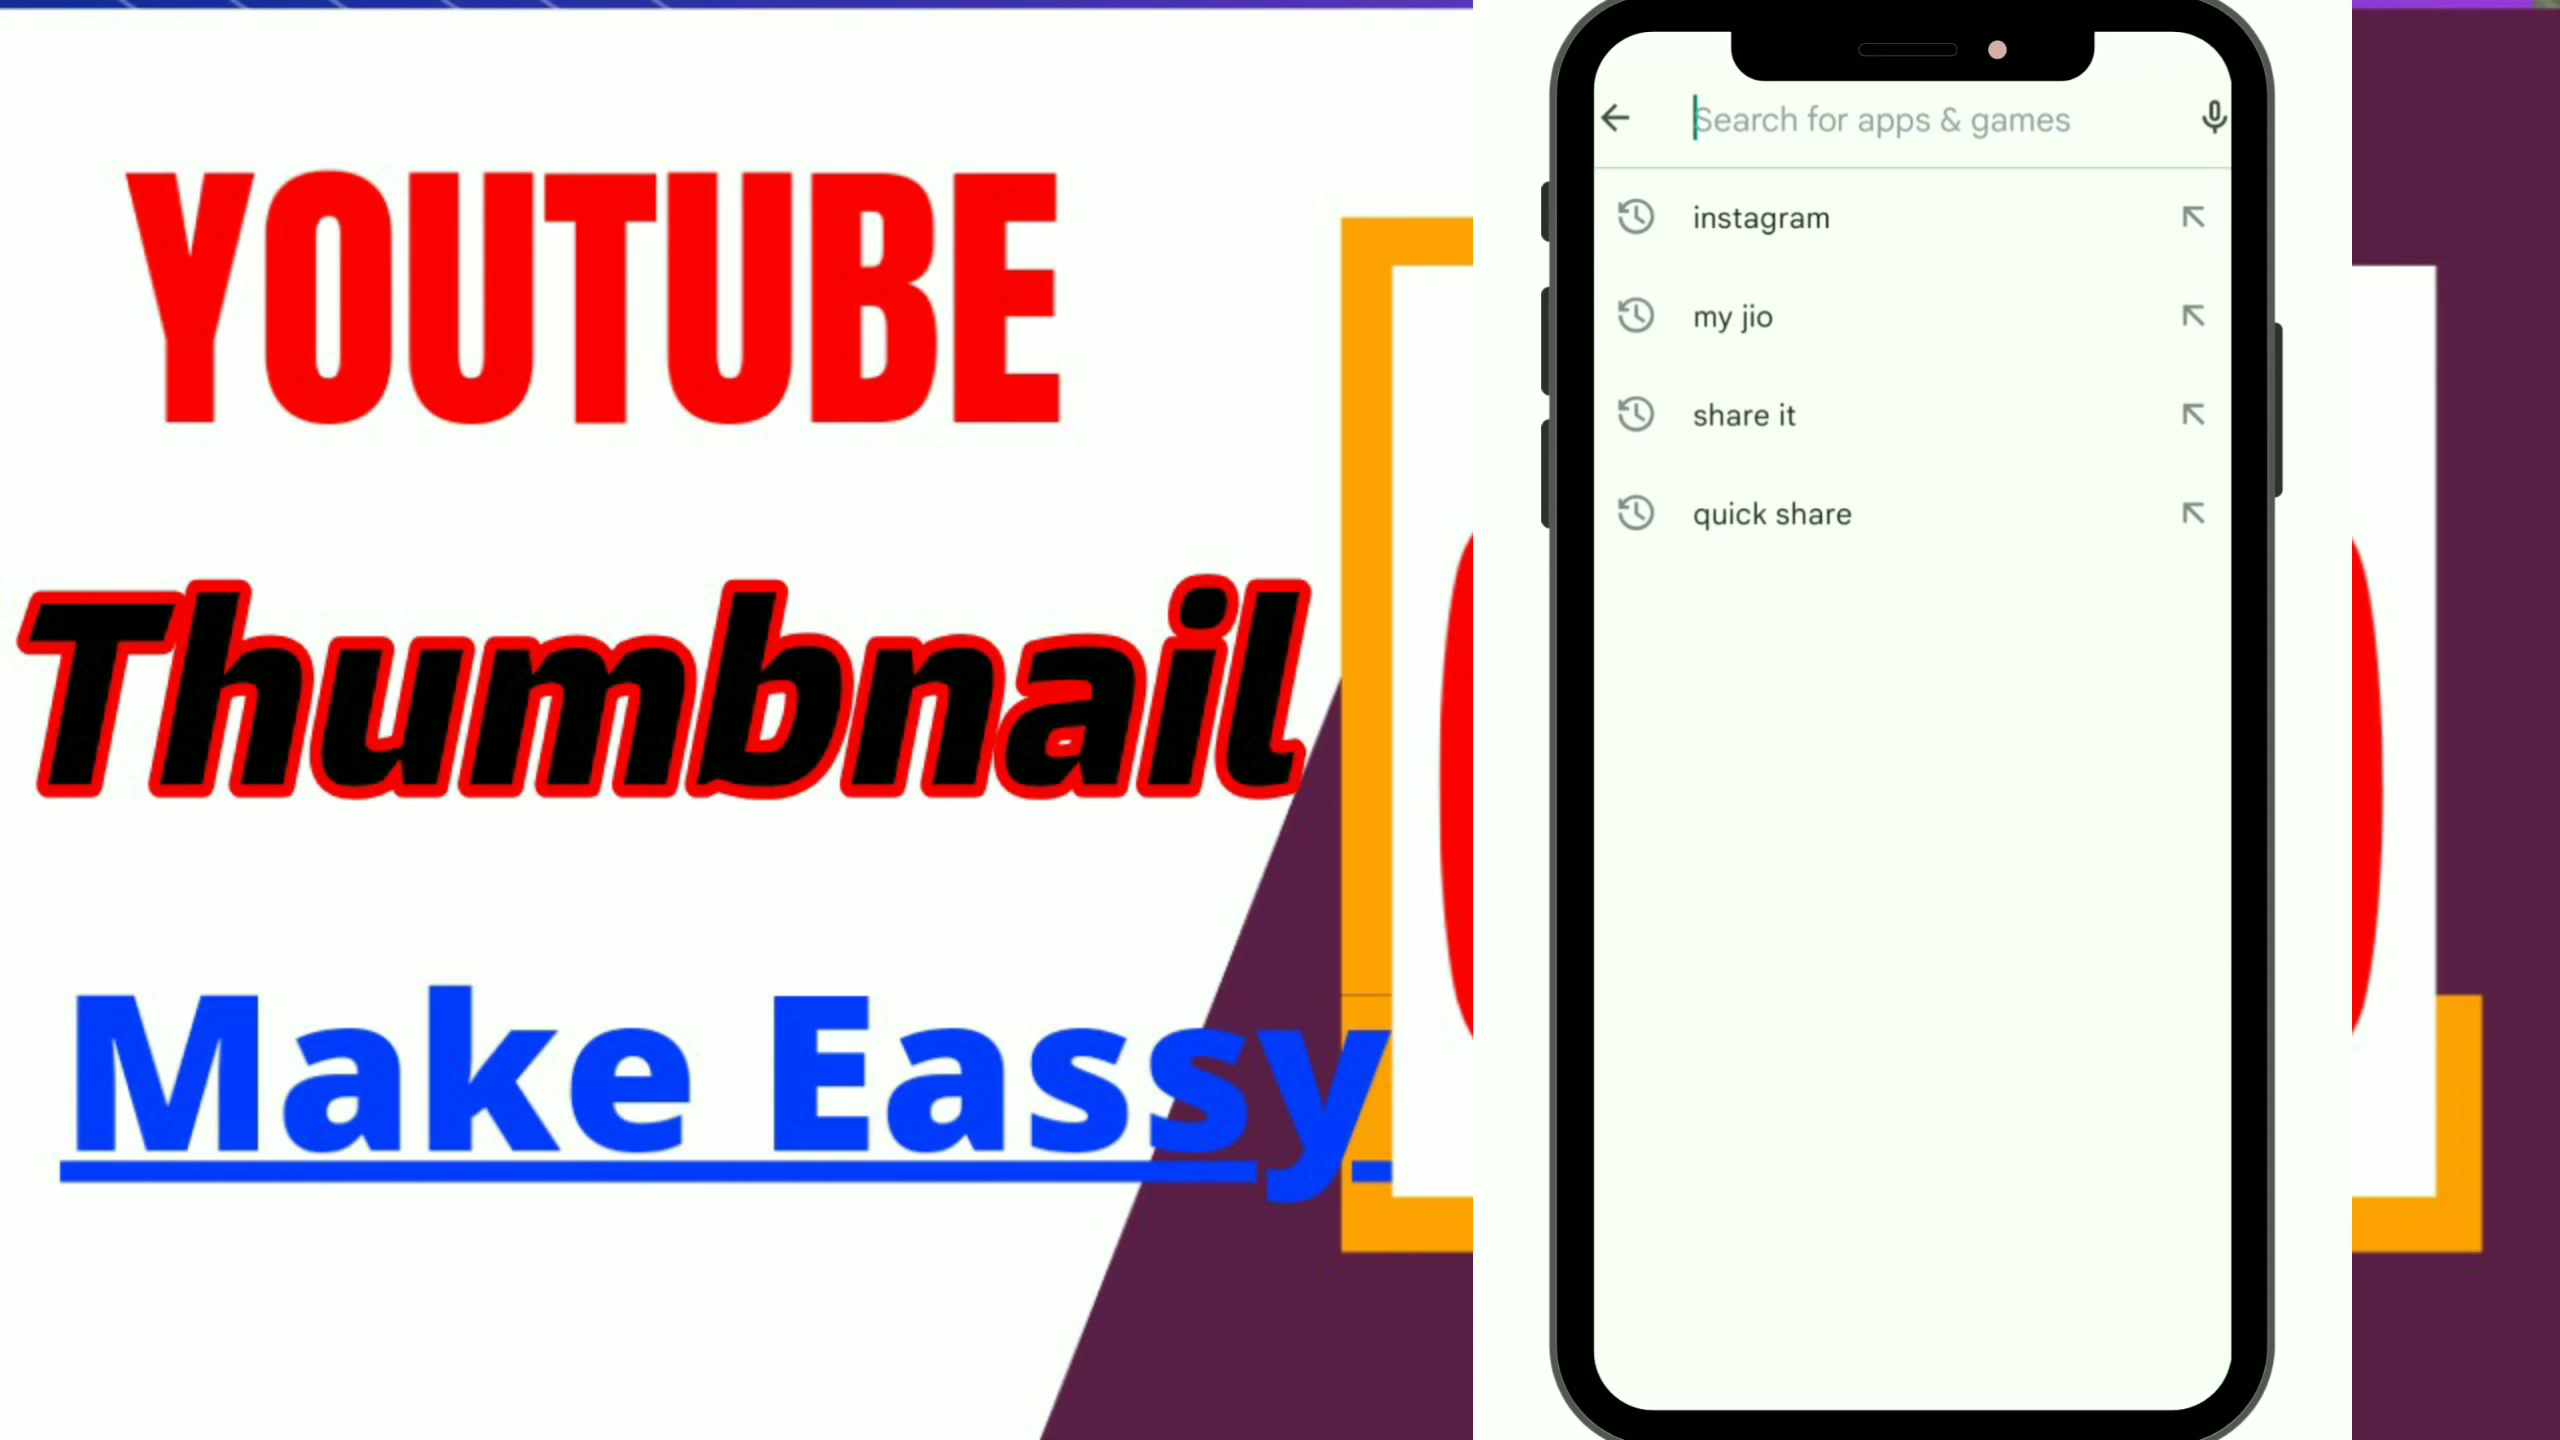 YOUTUBE
Thumbnail
Make Eassy
Search for apps & games
instagram
my jio
share it
quick share